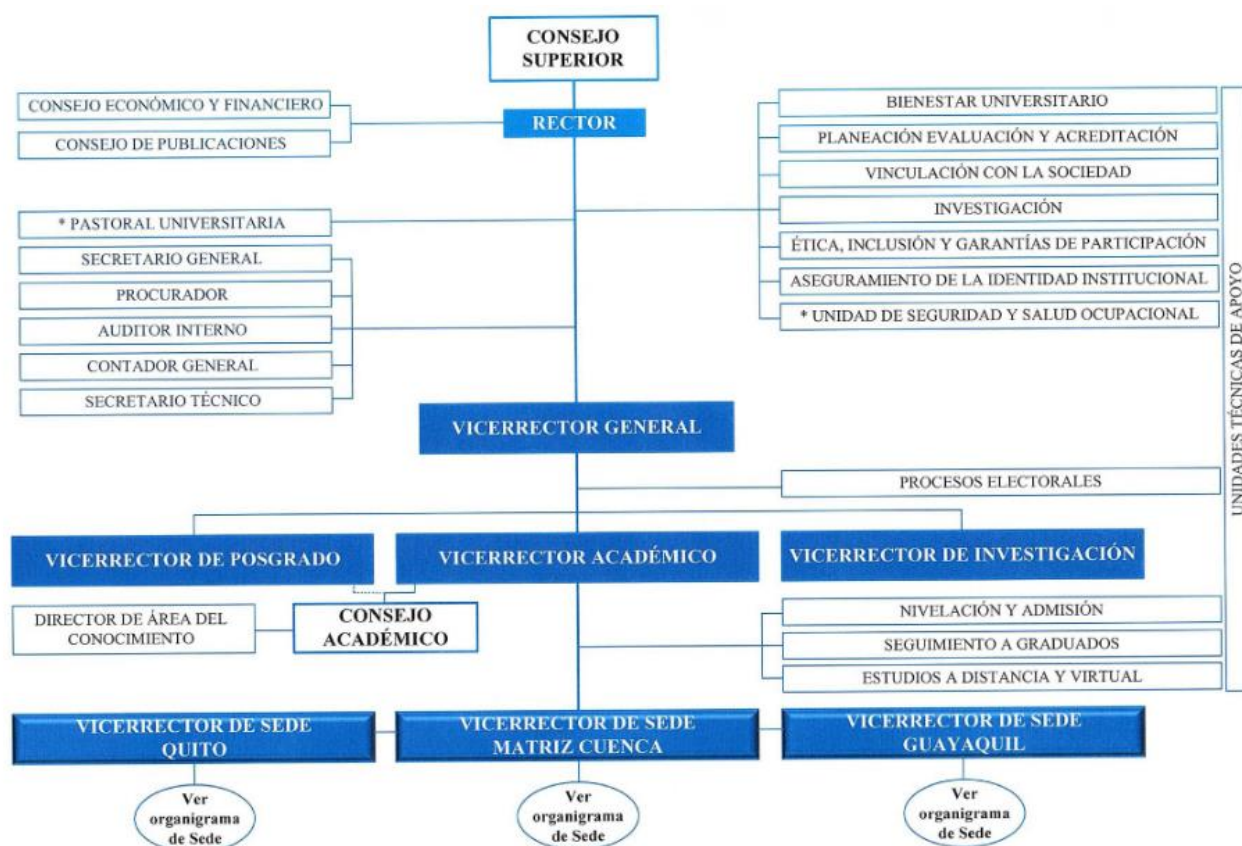 CONSEJO
SUPERIOR
RECTOR
CONSEJO ECONÓMICO Y FINANCIERO
CONSEJO DE PUBLICACIONES
BIENESTAR UNIVERSITARIO
PLANEACIÓN EVALUACIÓN Y ACREDITACIÓN
VINCULACIÓN CON LA SOCIEDAD
INVESTIGACIÓN
ÉTICA, INCLUSIÓN Y GARANTÍAS DE PARTICIPACIÓN
ASEGURAMIENTO DE LA IDENTIDAD INSTITUCIONAL
* UNIDAD DE SEGURIDAD Y SALUD OCUPACIONAL
UNIDADES TÉCNICAS DE APOYO
* PASTORAL UNIVERSITARIA
SECRETARIO GENERAL
PROCURADOR
AUDITOR INTERNO
CONTADOR GENERAL
SECRETARIO TÉCNICO
VICERRECTOR GENERAL
PROCESOS ELECTORALES
VICERRECTOR DE POSGRADO
VICERRECTOR ACADÉMICO
VICERRECTOR DE INVESTIGACIÓN
DIRECTOR DE ÁREA DEL
CONOCIMIENTO
CONSEJO
ACADÉMICO
NIVELACIÓN Y ADMISIÓN
SEGUIMIENTO A GRADUADOS
ESTUDIOS A DISTANCIA Y VIRTUAL
VICERRECTOR DE SEDE
QUITO
VICERRECTOR DE SEDE
MATRIZ CUENCA
VICERRECTOR DE SEDE
GUAYAQUIL
Ver
organigrama
de Sede
Ver
organigrama
de Sede
Ver
organigrama
de Sede